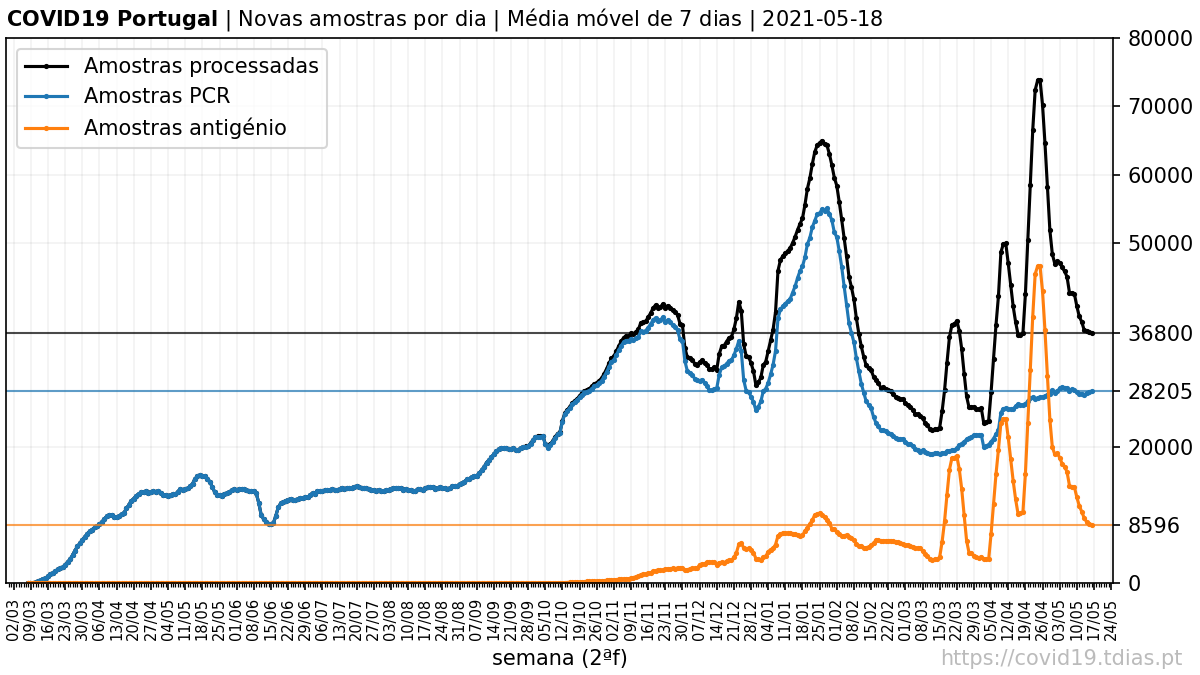 COVID19 Portugal | Novas amostras por dia | Média móvel de 7 dias | 2021-05-18
Amostras processadas
Amostras PCR
Amostras antigénio
80000
70000
60000
50000
36800
28205
20000
8596
0
02/03 09/03 16/03 23/03 30/03 06/04 13/04 20/04 27/04 04/05 11/05 18/05 25/05 01/06 08/06 15/06 22/06 29/06 06/07 13/07 20/07 27/07 03/08 10/08 17/08 24/08 31/08 07/09 14/09 21/09 28/09 05/10 12/10 19/10 26/10 02/11 09/11 16/11 23/11 30/11 07/12 14/12 21/12 28/12 04/01 11/01 18/01 25/01 01/02 08/02 15/02 22/02 01/03 08/03 15/03 22/03 29/03 05/04 12/04 19/04 26/04 03/05 10/05 17/05 24/05
semana (2ªf)
https://covid19.tdias.pt